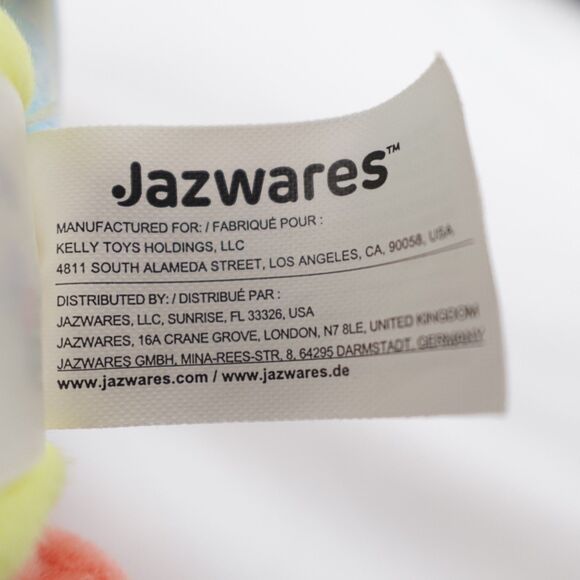 Jazwares™
MANUFACTURED FOR: / FABRIQUÉ POUR :
KELLY TOYS HOLDINGS, LLC
4811 SOUTH ALAMEDA STREET, LOS ANGELES, CA, 90058, USA
DISTRIBUTED BY: / DISTRIBUÉ PAR :
JAZWARES, LLC, SUNRISE, FL 33326, USA
JAZWARES, 16A CRANE GROVE, LONDON, N7 8LE, UNITED KINGDOM
JAZWARES GMBH, MINA-REES-STR, 8, 64295 DARMSTADT, GERMANY
www.jazwares.com / www.jazwares.de